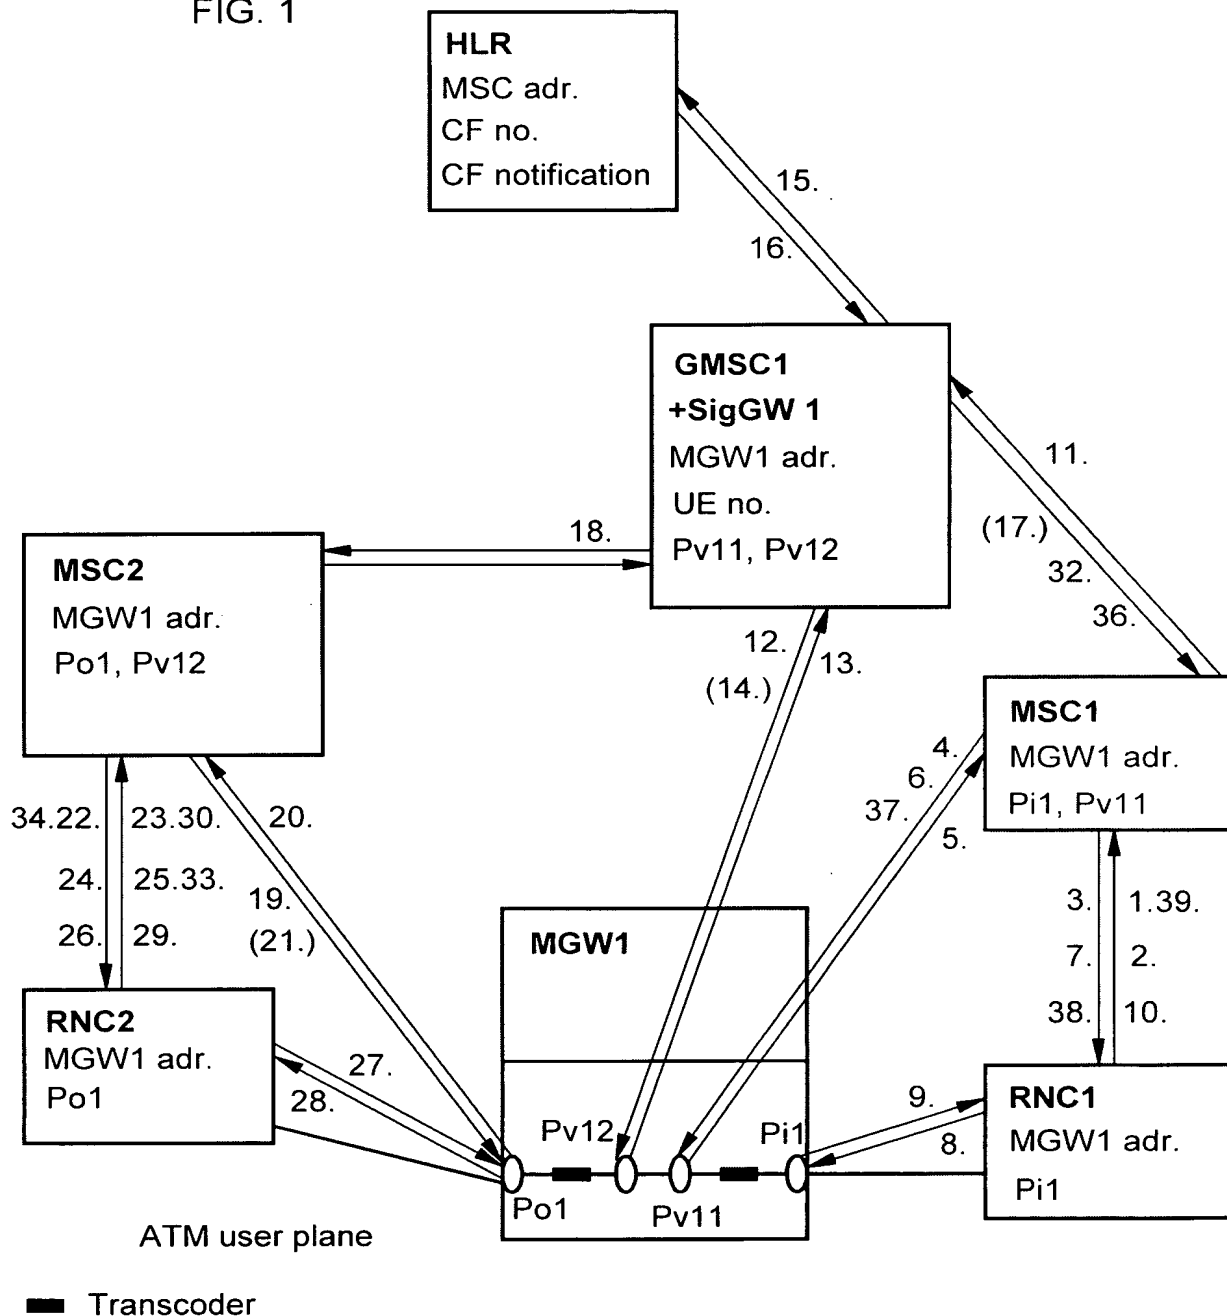 FIG. 1
HLR
MSC adr.
CF no.
CF notification
15.
16.
GMSC1
+SigGW 1
MGW1 adr.
UE no.
Pv11, Pv12
11.
(17.)
32.
36.
18.
MSC2
MGW1 adr.
Po1, Pv12
12.
13.
(14.)
MSC1
MGW1 adr.
Pi1, Pv11
4.
6.
37.
5.
34.22.
23.30.
20.
24.
25.33.
19.
26.
29.
(21.)
3.
1.39.
7.
2.
38.
10.
MGW1
RNC2
MGW1 adr.
Po1
27.
28.
9.
8.
RNC1
MGW1 adr.
Pi1
Pv12
Pi1
Po1
Pv11
ATM user plane
Transcoder